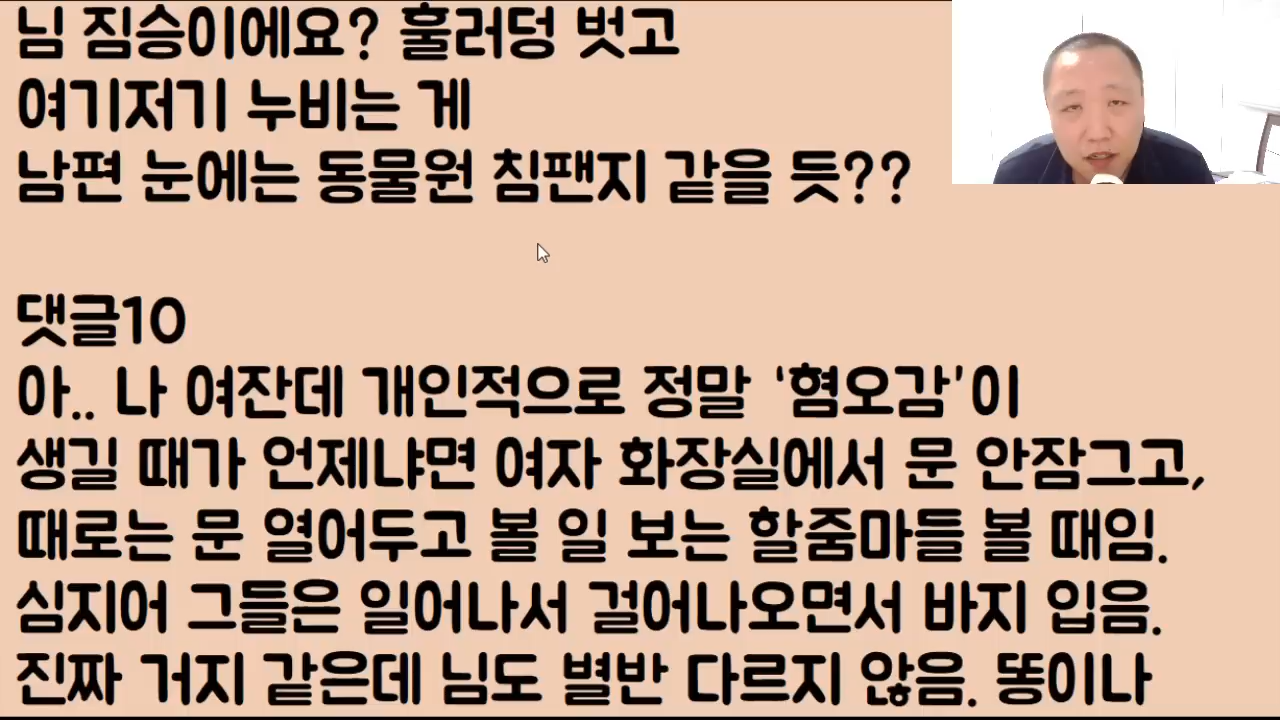 님 짐승이에요? 훌러덩 벗고
여기저기 누비는 게
남편 눈에는 동물원 침팬지 같을 듯??
댓글10
아.. 나 여잔데 개인적으로 정말 ‘혐오감’이
생길 때가 언제냐면 여자 화장실에서 문 안잠그고,
때로는 문 열어두고 볼 일 보는 할줌마들 볼 때임.
심지어 그들은 일어나서 걸어나오면서 바지 입음.
진짜 거지 같은데 님도 별반 다르지 않음. 똥이나